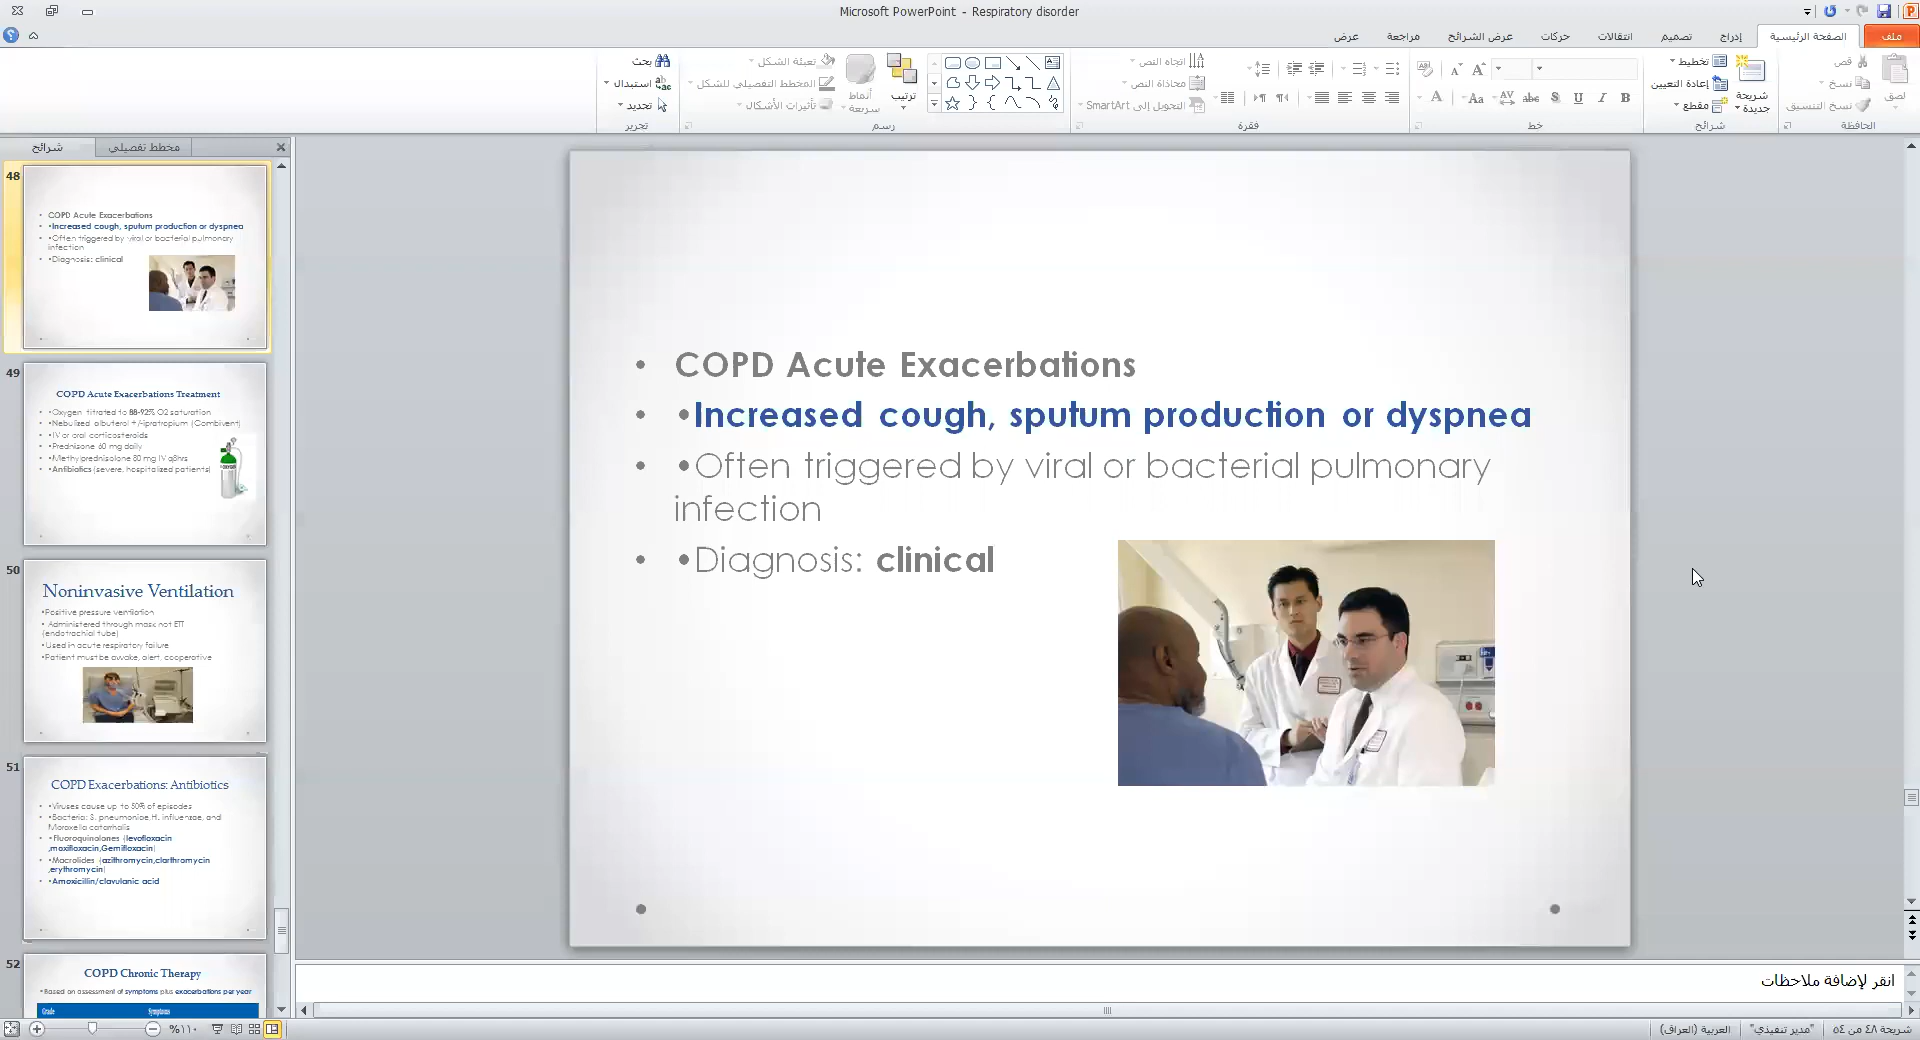 Microsoft PowerPoint - Respiratory disorder
ملف
الصفحة الرئيسية
إدراج
تصميم
انتقالات
حركات
عرض الشرائح
مراجعة
عرض
لصق
قص
نسخ
نسخ التنسيق
الحافظة
شريحة جديدة
تخطيط
إعادة التعيين
مقطع
شرائح
خط
اتجاه النص
محاذاة النص
التحويل إلى SmartArt
فقرة
ترتيب
أنماط سريعة
تعبئة الشكل
المخطط التفصيلي للشكل
تأثيرات الأشكال
رسم
بحث
استبدال
تحديد
تحرير
شرائح
مخطط تفصيلي
48
COPD Acute Exacerbations
•Increased cough, sputum production or dyspnea
•Often triggered by viral or bacterial pulmonary
infection
•Diagnosis: clinical
49
COPD Acute Exacerbations Treatment
•Oxygen titrated to 88-92% O2 saturation
•Nebulized albuterol +/-ipratropium (Combivent)
•IV or oral corticosteroids
•Prednisone 60 mg daily
•Methylprednisolone 80 mg IV q8hrs
•Antibiotics (severe, hospitalized patients)
50
Noninvasive Ventilation
•Positive pressure ventilation
•Administered through mask not ETT
(endotrachial tube)
•Used in acute respiratory failure
•Patient must be awake, alert, cooperative
51
COPD Exacerbations: Antibiotics
•Viruses cause up to 50% of episodes
•Bacteria: S. pneumoniae,H. influenzae, and
Moraxella catarrhalis
•Fluoroquinolones (levofloxacin
,moxifloxacin,Gemifloxacin)
•Macrolides (azithromycin,clarthromycin
,erythromycin)
•Amoxicillin/clavulanic acid
52
COPD Chronic Therapy
•Based on assessment of symptoms plus exacerbations per year
Grade
Symptoms
COPD Acute Exacerbations
•Increased cough, sputum production or dyspnea
•Often triggered by viral or bacterial pulmonary
infection
•Diagnosis: clinical
انقر لإضافة ملاحظات
شريحة ٤٨ من ٥٤
"مدير تنفيذي"
العربية (العراق)
%١١٠